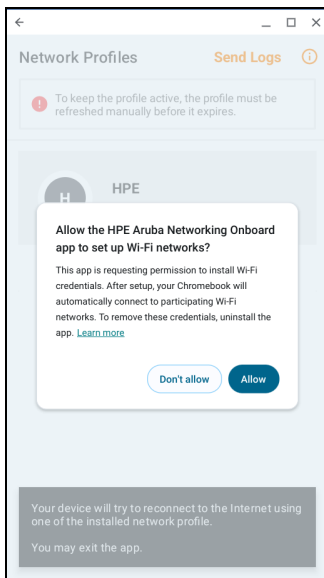 Network Profiles
Send Logs
To keep the profile active, the profile must be
refreshed manually before it expires.
HPE
H
Allow the HPE Aruba Networking Onboard
app to set up Wi-Fi networks?
This app is requesting permission to install Wi-Fi
credentials. After setup, your Chromebook will
automatically connect to participating Wi-Fi
networks. To remove these credentials, uninstall the
app. Learn more
Don't allow
Allow
Your device will try to reconnect to the Internet using
one of the installed network profile.
You may exit the app.